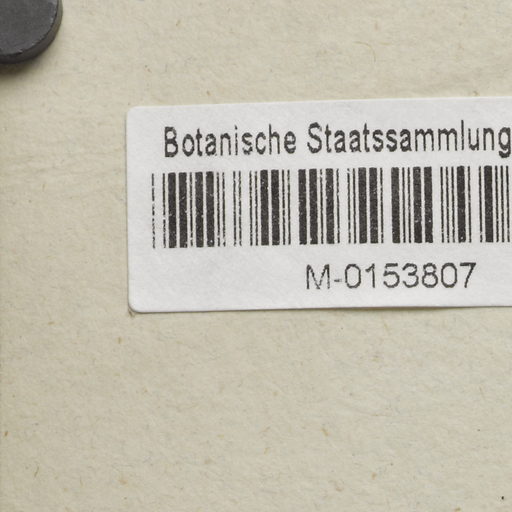 Botanische Staatssammlung
M-0153807